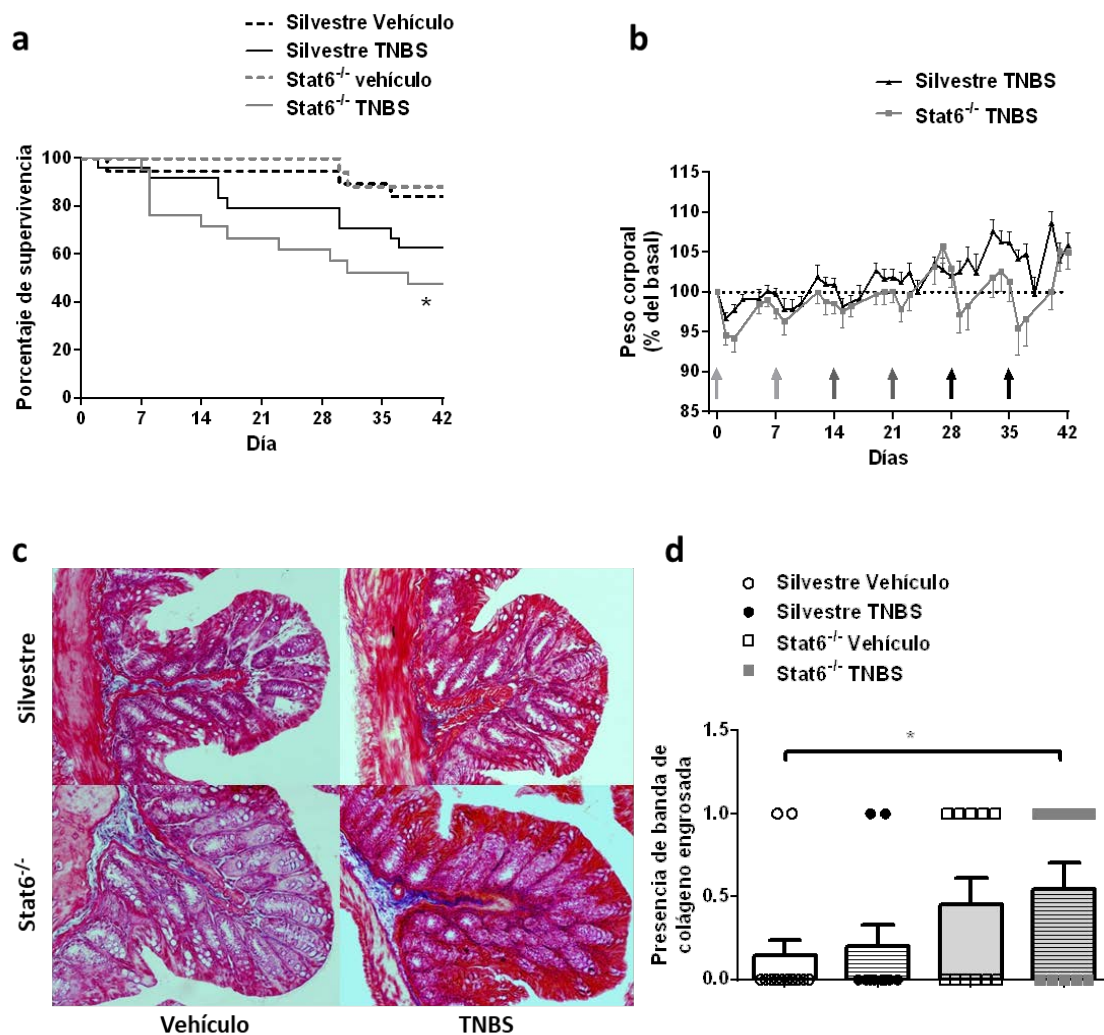 a
Silvestre Vehículo
Silvestre TNBS
Stat6-/- vehículo
Stat6-/- TNBS
Porcentaje de supervivencia
100
80
60
40
20
0
*
0 7 14 21 28 35 42
Día
b
Silvestre TNBS
Stat6-/- TNBS
Peso corporal
(% del basal)
115
110
105
100
95
90
85
0 7 14 21 28 35 42
Días
c
Silvestre
Stat6-/-
Vehículo TNBS
d
Silvestre Vehículo
Silvestre TNBS
Stat6-/- Vehículo
Stat6-/- TNBS
Presencia de banda de
colágeno engrosada
1.5
1.0
0.5
0.0
*